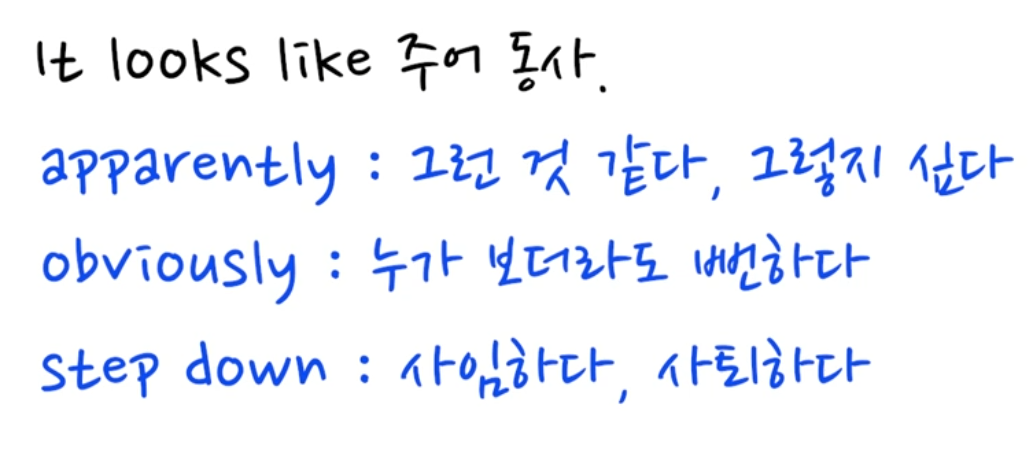 It looks like 주어 동사.
apparently : 그런 것 같다, 그렇지 싶다
obviously : 누가 보더라도 뻔하다
step down : 사임하다, 사퇴하다